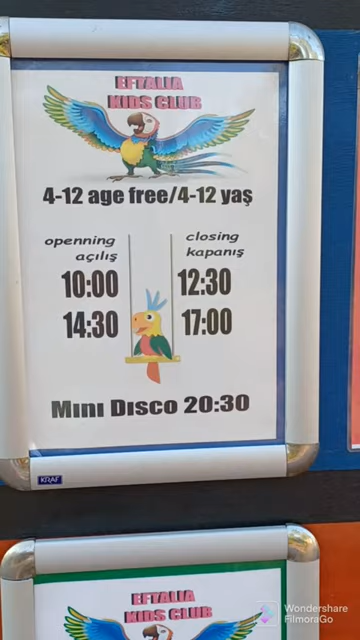 EFTALIA
KIDS CLUB
4-12 age free/4-12 yaş
openning closing
açılış kapanış
10:00 12:30
14:30 17:00
Mını Dısco 20:30
KRAF
EFTALIA
KIDS CLUB
Wondershare
FilmoraGo